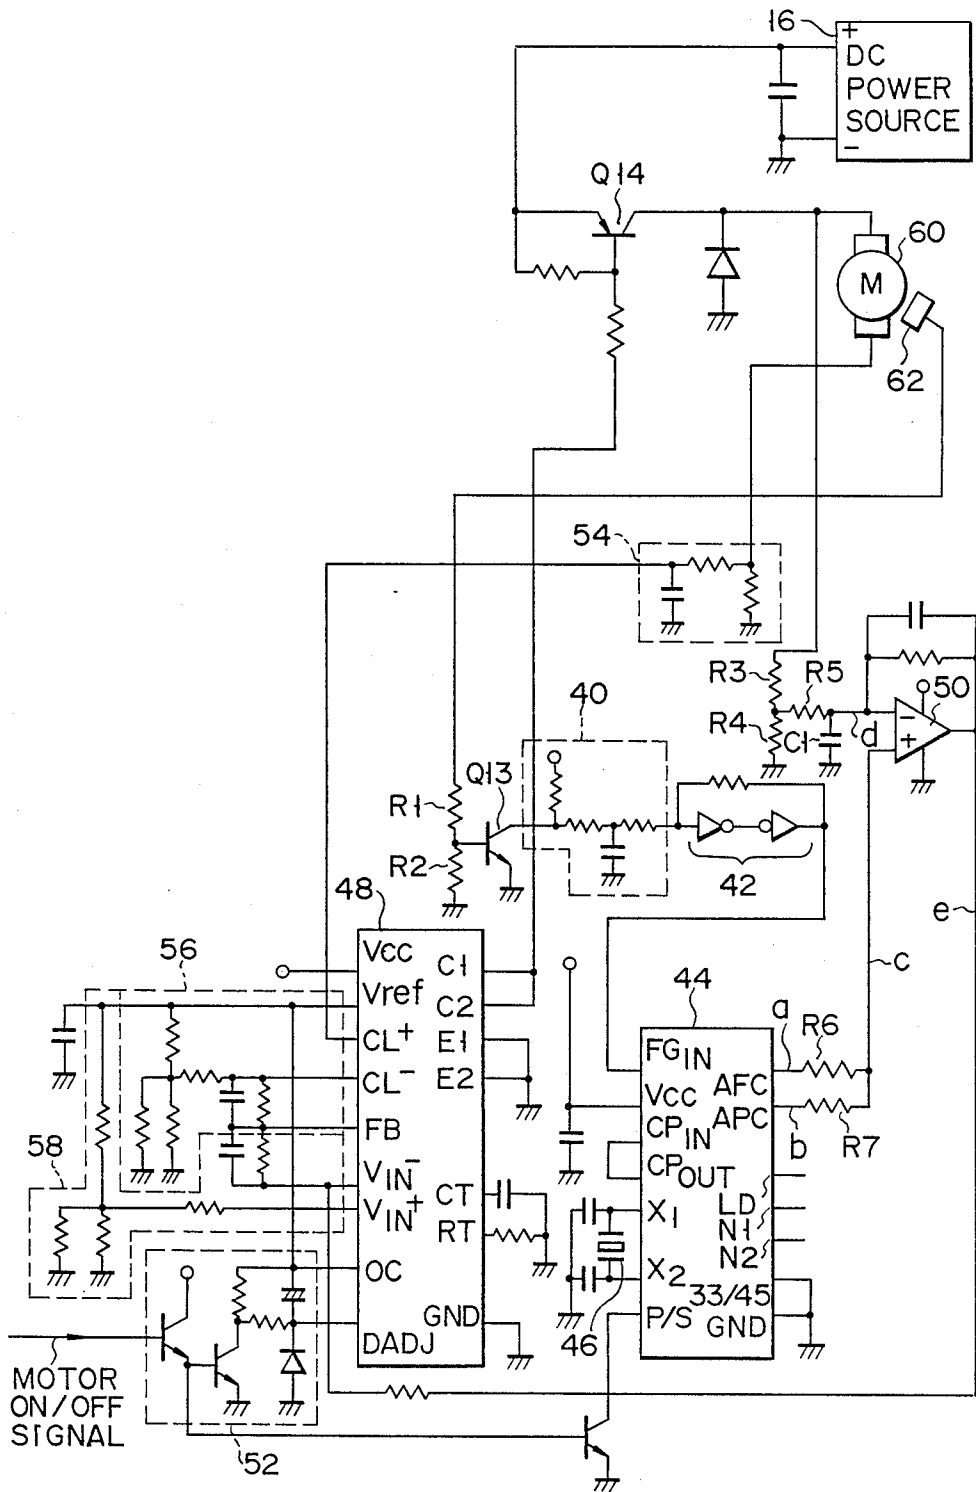 16
+
DC
POWER
SOURCE
−
Q14
60
M
62
54
R3
R5
50
40
R4
C1
d
−
+
Q13
R1
R2
42
48
e
56
Vcc
C1
Vref
C2
44
c
CL+
E1
a
R6
CL−
E2
FGIN
AFC
FB
VCC
APC
58
CPIN
b
R7
VIN−
CT
CPOUT
VIN+
LD
RT
X1
N1
N2
OC
X2
33/45
GND
P/S
GND
DADJ
46
MOTOR
ON/OFF
SIGNAL
52